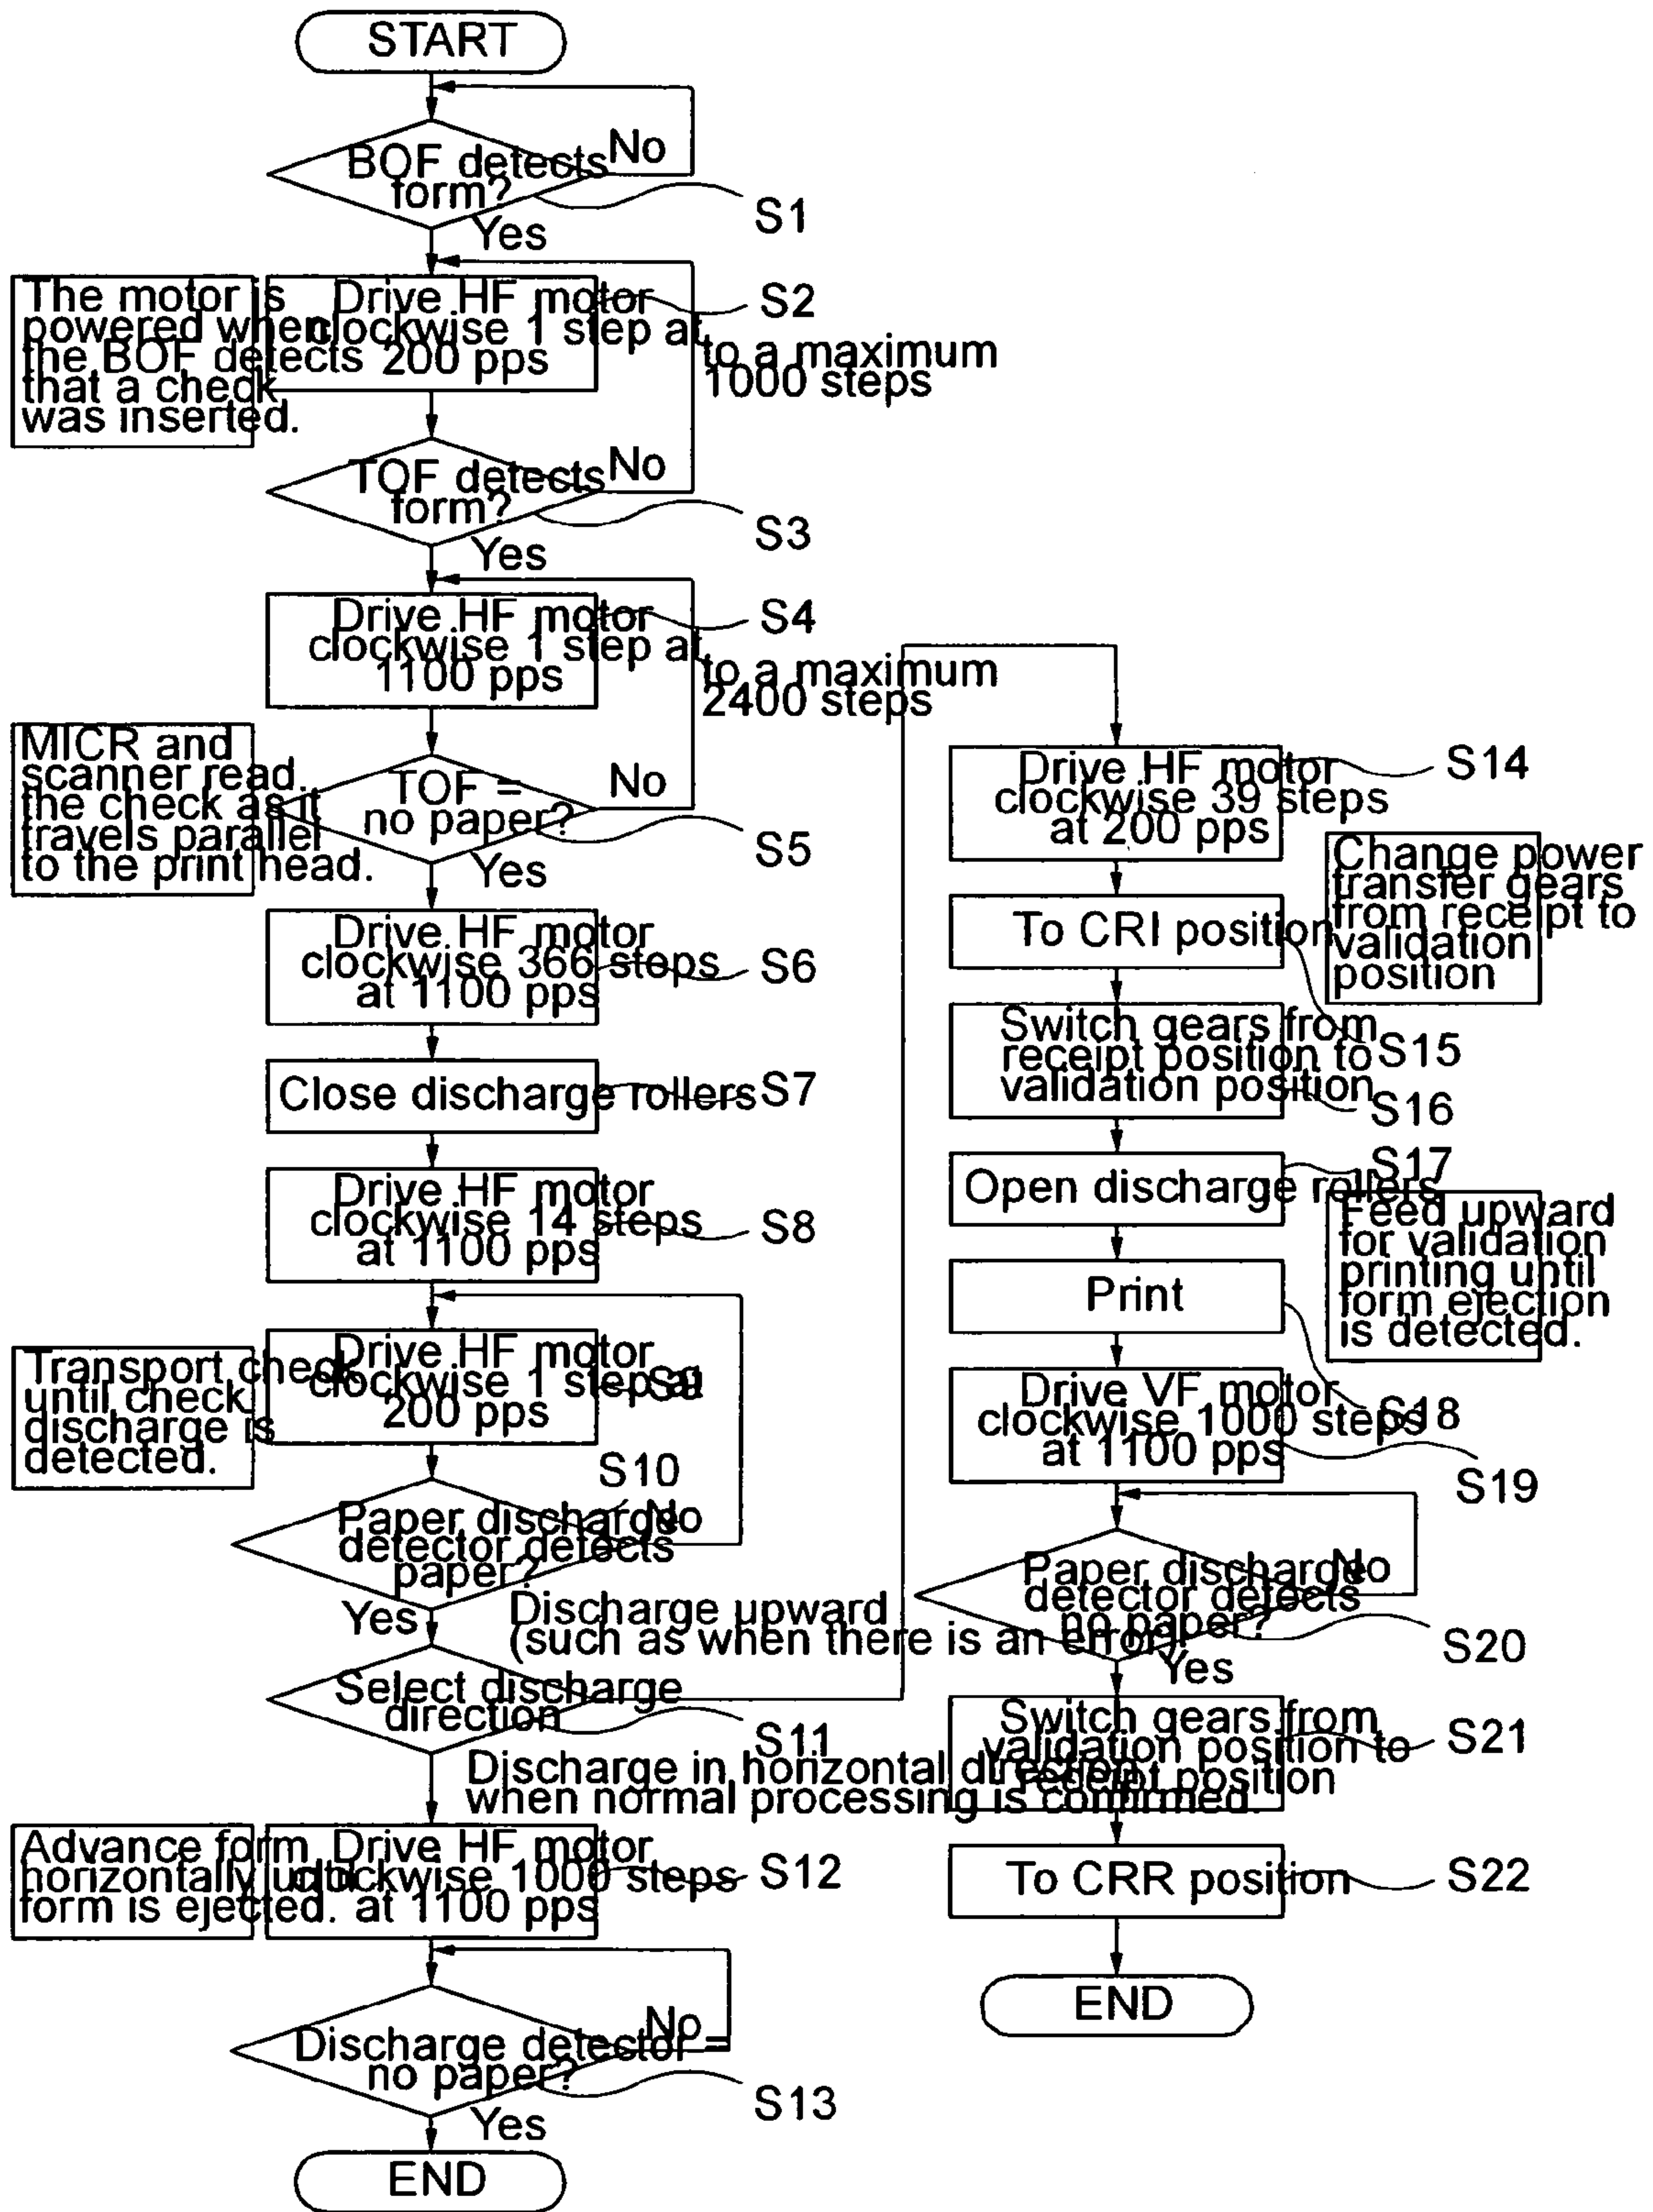 START
BOF detects
form?
No
S1
Yes
The motor is
powered when
the BOF detects
that a check
was inserted.
Drive HF motor
clockwise 1 step at
200 pps
S2
to a maximum
1000 steps
TOF detects
form?
No
S3
Yes
Drive HF motor
clockwise 1 step at
1100 pps
S4
to a maximum
2400 steps
MICR and
scanner read
the check as it
travels parallel
to the print head.
TOF =
no paper?
No
S5
Yes
Drive HF motor
clockwise 366 steps
at 1100 pps
S6
Close discharge rollers
S7
Drive HF motor
clockwise 14 steps
at 1100 pps
S8
Transport check
until check
discharge is
detected.
Drive HF motor
clockwise 1 step at
200 pps
S9
S10
Paper discharge
detector detects
paper?
No
Yes
Discharge upward
(such as when there is an error).
Select discharge
direction
S11
Discharge in horizontal direction
when normal processing is confirmed.
Advance form
horizontally until
form is ejected.
Drive HF motor
clockwise 1000 steps
at 1100 pps
S12
Discharge detector =
no paper?
No
S13
Yes
END
Drive HF motor
clockwise 39 steps
at 200 pps
S14
Change power
transfer gears
from receipt to
validation
position
To CRI position
S15
Switch gears from
receipt position to
validation position
S16
Open discharge rollers
S17
Feed upward
for validation
printing until
form ejection
is detected.
Print
S18
Drive VF motor
clockwise 1000 steps
at 1100 pps
S19
Paper discharge
detector detects
no paper?
No
S20
Yes
Switch gears from
validation position to
receipt position
S21
To CRR position
S22
END